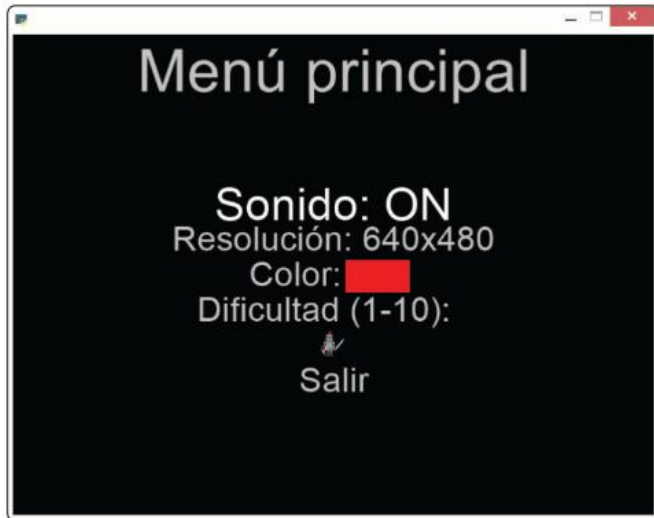 Menú principal
Sonido: ON
Resolución: 640x480
Color:
Dificultad (1-10):
Salir